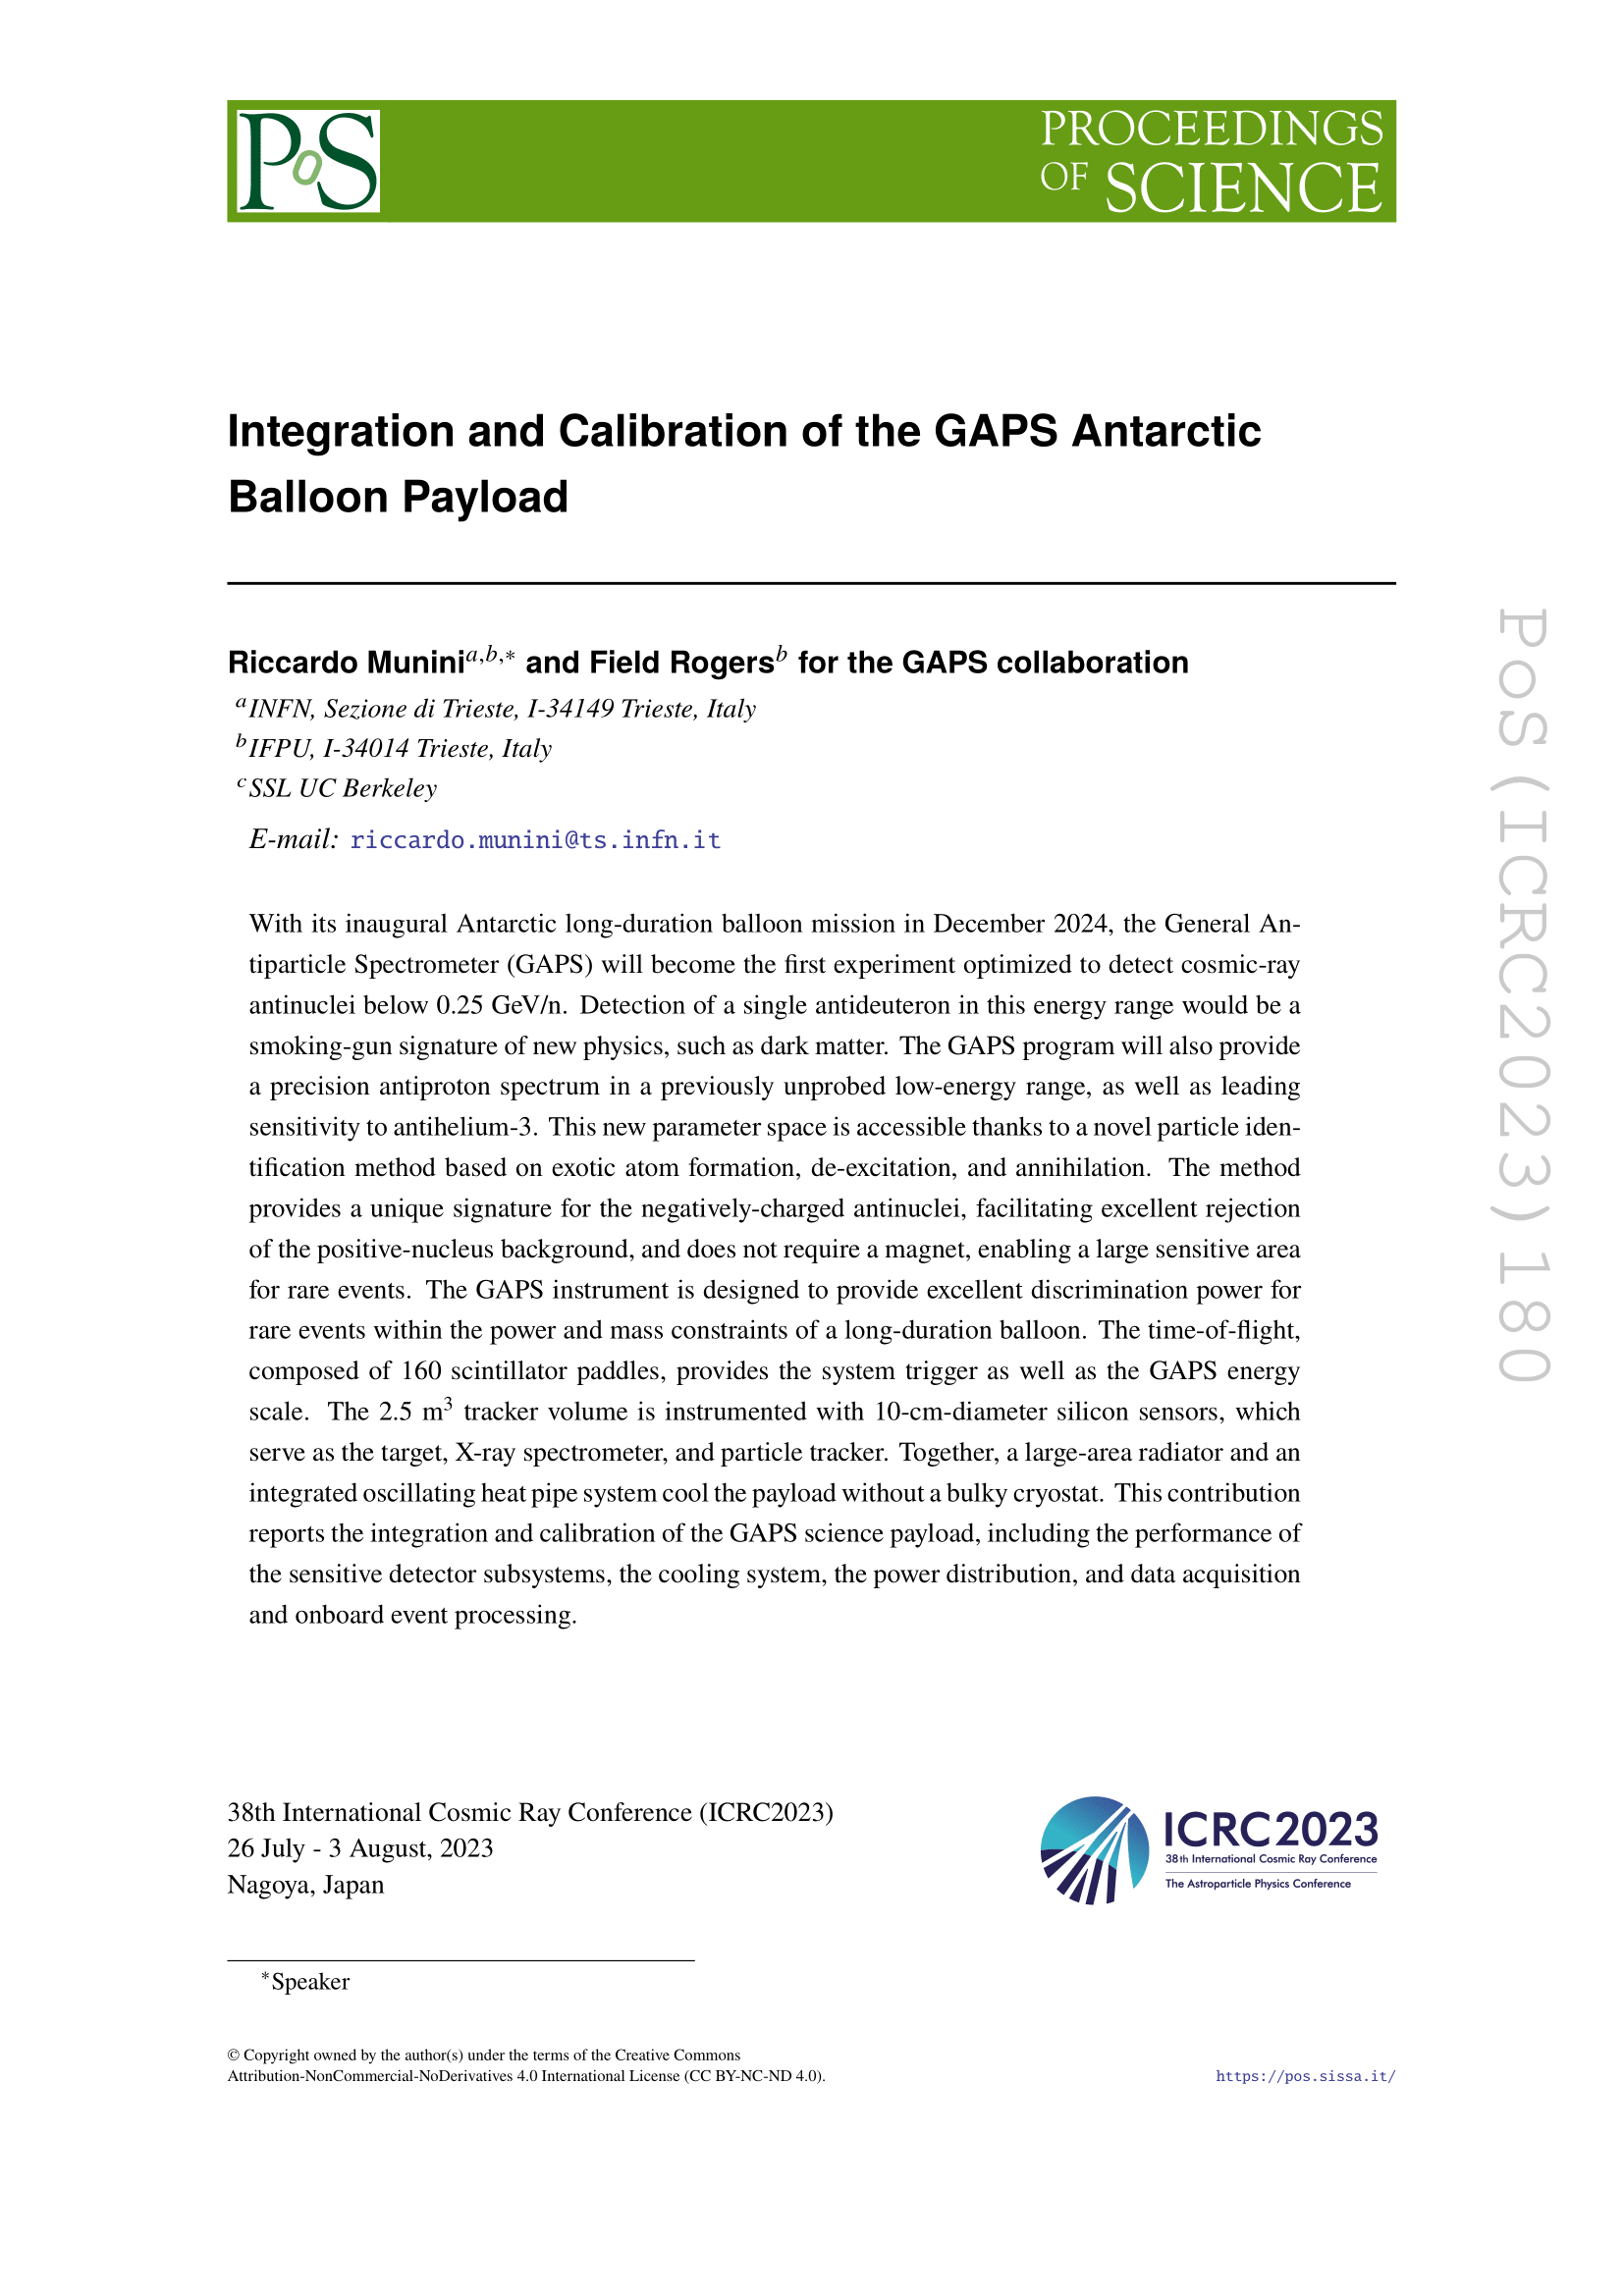 PoS
PROCEEDINGS
OF SCIENCE
Integration and Calibration of the GAPS Antarctic
Balloon Payload
Riccardo Munini^{a,b,*} and Field Rogers^b for the GAPS collaboration
^a INFN, Sezione di Trieste, I-34149 Trieste, Italy
^b IFPU, I-34014 Trieste, Italy
^c SSL UC Berkeley
E-mail: riccardo.munini@ts.infn.it
With its inaugural Antarctic long-duration balloon mission in December 2024, the General An-
tiparticle Spectrometer (GAPS) will become the first experiment optimized to detect cosmic-ray
antinuclei below 0.25 GeV/n. Detection of a single antideuteron in this energy range would be a
smoking-gun signature of new physics, such as dark matter. The GAPS program will also provide
a precision antiproton spectrum in a previously unprobed low-energy range, as well as leading
sensitivity to antihelium-3. This new parameter space is accessible thanks to a novel particle iden-
tification method based on exotic atom formation, de-excitation, and annihilation. The method
provides a unique signature for the negatively-charged antinuclei, facilitating excellent rejection
of the positive-nucleus background, and does not require a magnet, enabling a large sensitive area
for rare events. The GAPS instrument is designed to provide excellent discrimination power for
rare events within the power and mass constraints of a long-duration balloon. The time-of-flight,
composed of 160 scintillator paddles, provides the system trigger as well as the GAPS energy
scale. The 2.5 m³ tracker volume is instrumented with 10-cm-diameter silicon sensors, which
serve as the target, X-ray spectrometer, and particle tracker. Together, a large-area radiator and an
integrated oscillating heat pipe system cool the payload without a bulky cryostat. This contribution
reports the integration and calibration of the GAPS science payload, including the performance of
the sensitive detector subsystems, the cooling system, the power distribution, and data acquisition
and onboard event processing.
38th International Cosmic Ray Conference (ICRC2023)
26 July - 3 August, 2023
Nagoya, Japan
ICRC2023
38th International Cosmic Ray Conference
The Astroparticle Physics Conference
*Speaker
© Copyright owned by the author(s) under the terms of the Creative Commons
Attribution-NonCommercial-NoDerivatives 4.0 International License (CC BY-NC-ND 4.0).
https://pos.sissa.it/
PoS(ICRC2023)180